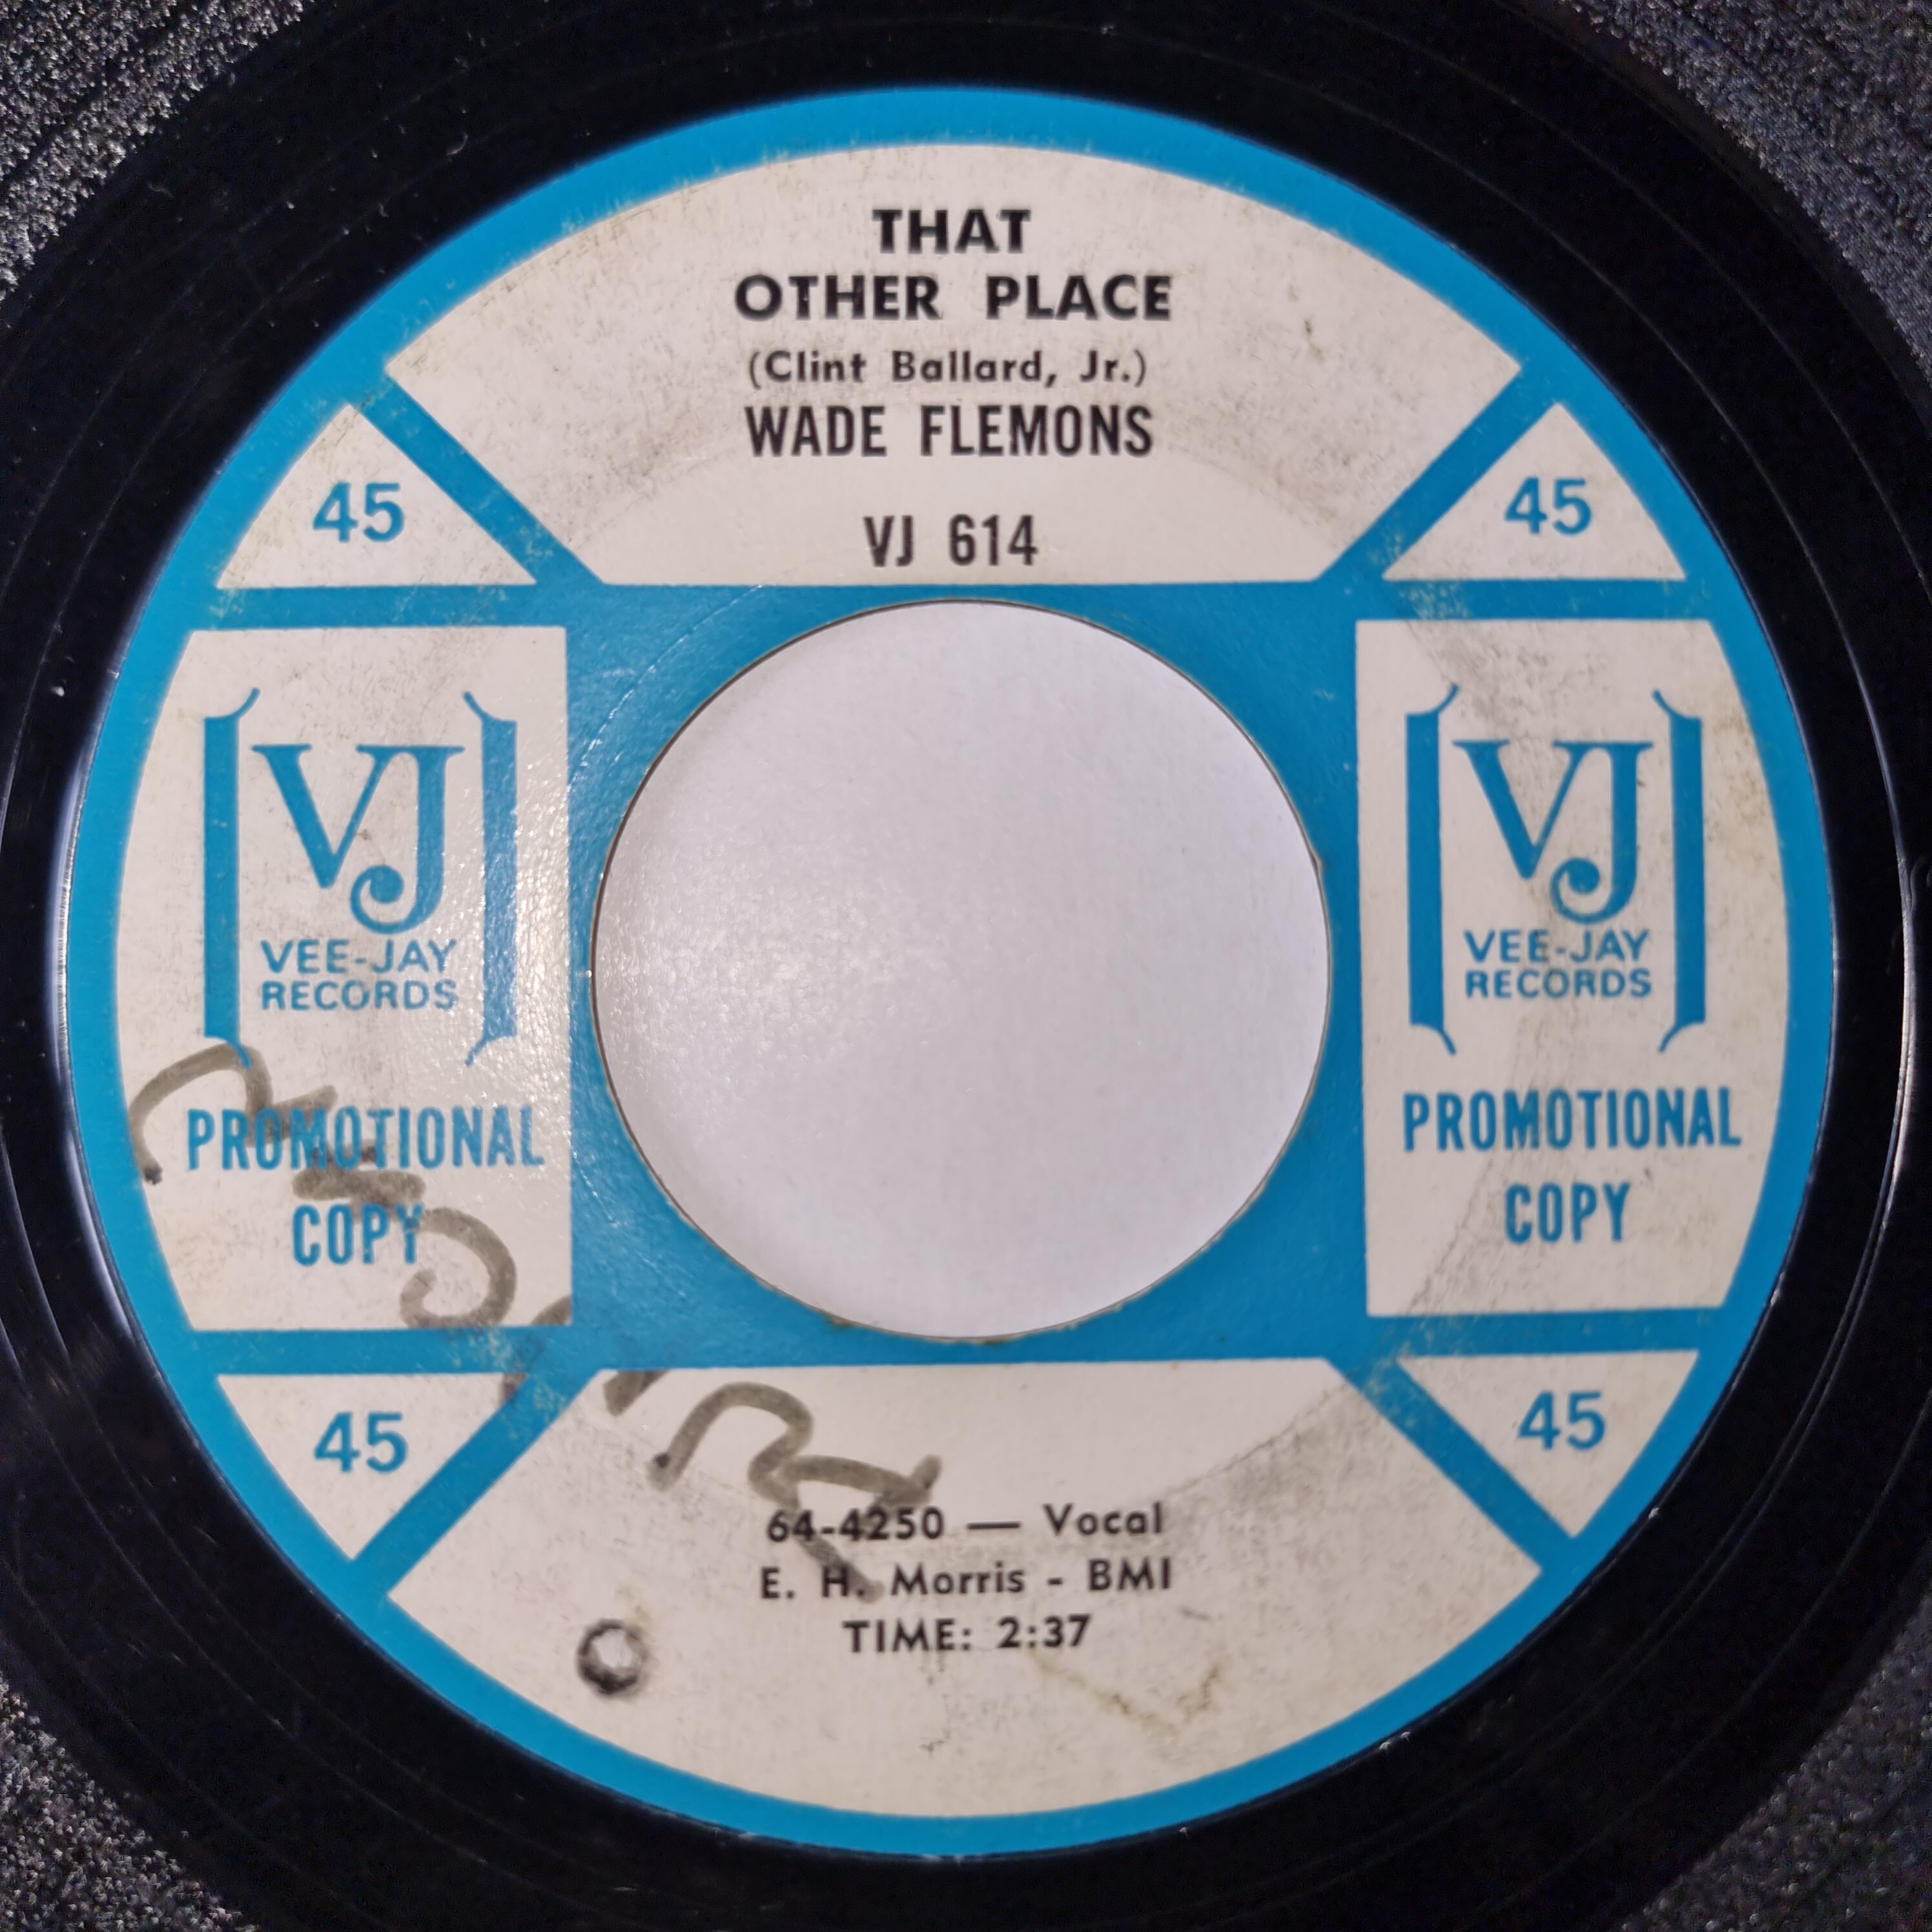 THAT
OTHER PLACE
(Clint Ballard, Jr.)
WADE FLEMONS
VJ 614
45
45
VJ
VEE-JAY
RECORDS
PROMOTIONAL
COPY
VJ
VEE-JAY
RECORDS
PROMOTIONAL
COPY
45
45
64-4250 — Vocal
E. H. Morris - BMI
TIME: 2:37